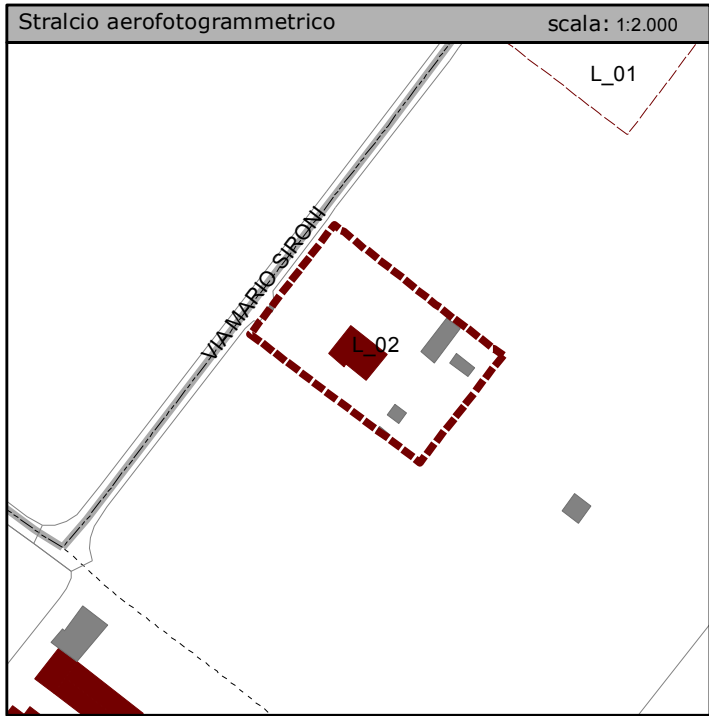 Stralcio aerofotogrammetrico scala: 1:2.000
L_01
VIA MARIO SIRONI
L_02